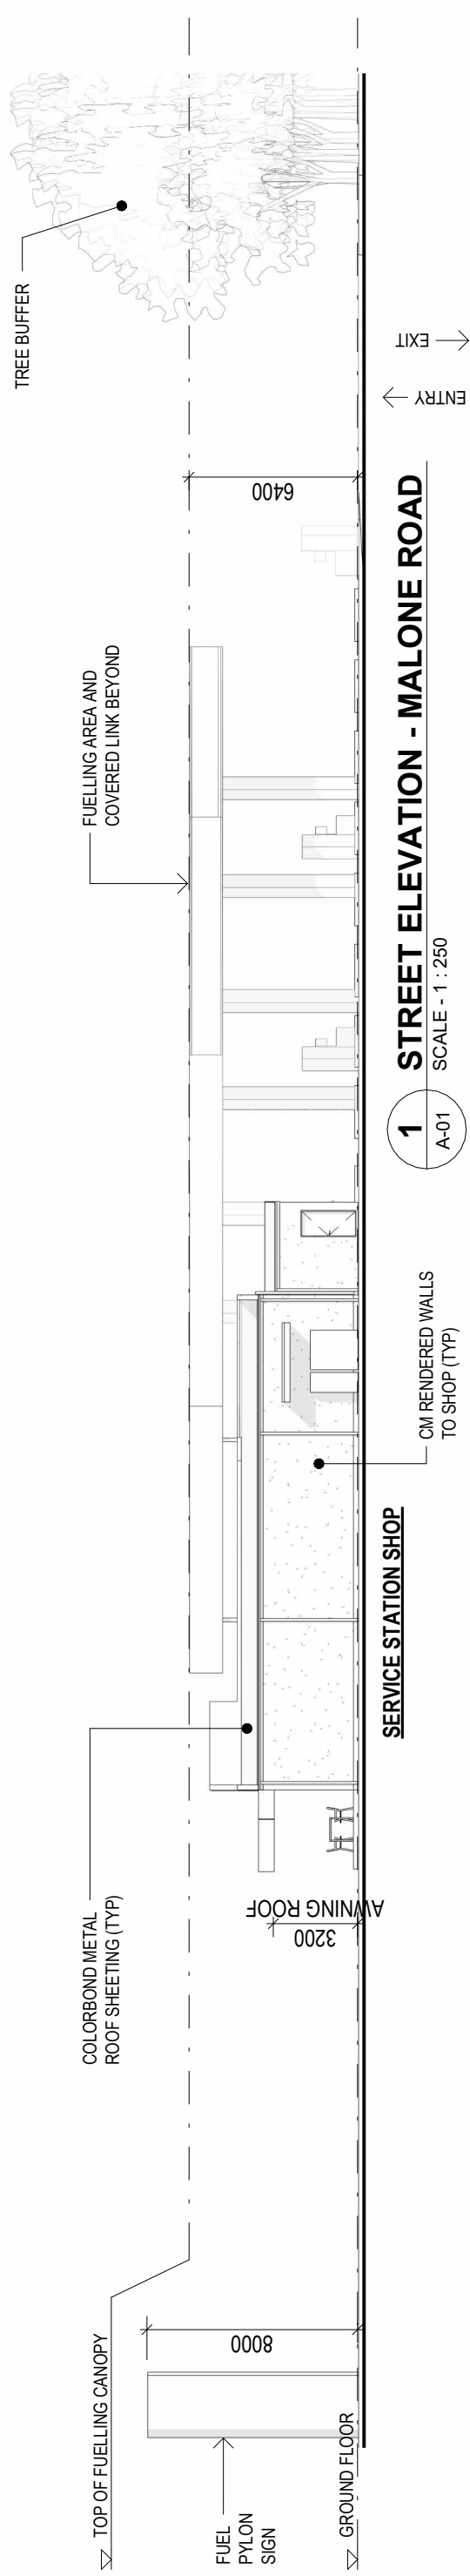 TOP OF FUELLING CANOPY
FUEL
PYLON
SIGN
GROUND FLOOR
8000
COLORBOND METAL
ROOF SHEETING (TYP)
3200
AWNING ROOF
SERVICE STATION SHOP
CM RENDERED WALLS
TO SHOP (TYP)
FUELLING AREA AND
COVERED LINK BEYOND
6400
TREE BUFFER
ENTRY
EXIT
1
A-01
STREET ELEVATION - MALONE ROAD
SCALE - 1 : 250